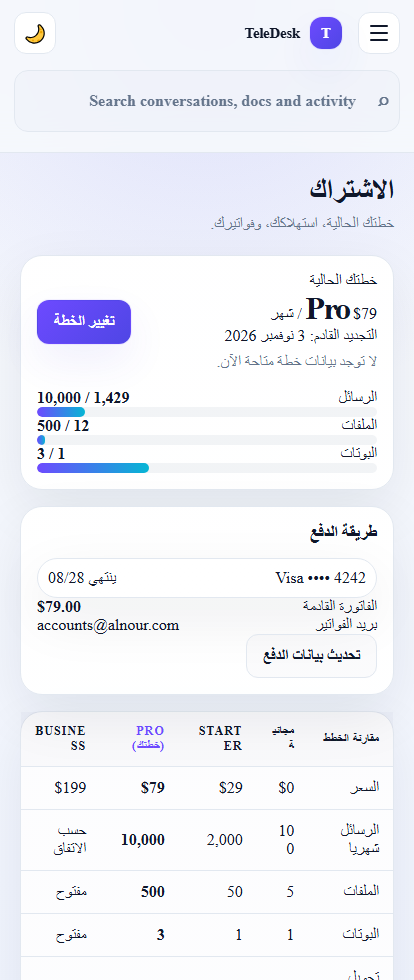 TeleDesk T
Search conversations, docs and activity
الاشتراك
خطتك الحالية، استهلاكك، وفواتيرك.
خطتك الحالية
Pro $79 / شهر
التجديد القادم: 3 نوفمبر 2026
لا توجد بيانات خطة متاحة الآن.
تغيير الخطة
الرسائل 10,000 / 1,429
الملفات 500 / 12
البوتات 3 / 1
طريقة الدفع
Visa •••• 4242 ينتهي 08/28
الفاتورة القادمة $79.00
بريد الفواتير accounts@alnour.com
تحديث بيانات الدفع
مقارنة الخطط مجانية STARTER PRO (خطتك) BUSINESS
السعر $0 $29 $79 $199
الرسائل شهريا 100 2,000 10,000 حسب الاتفاق
الملفات 5 50 500 مفتوح
البوتات 1 1 3 مفتوح